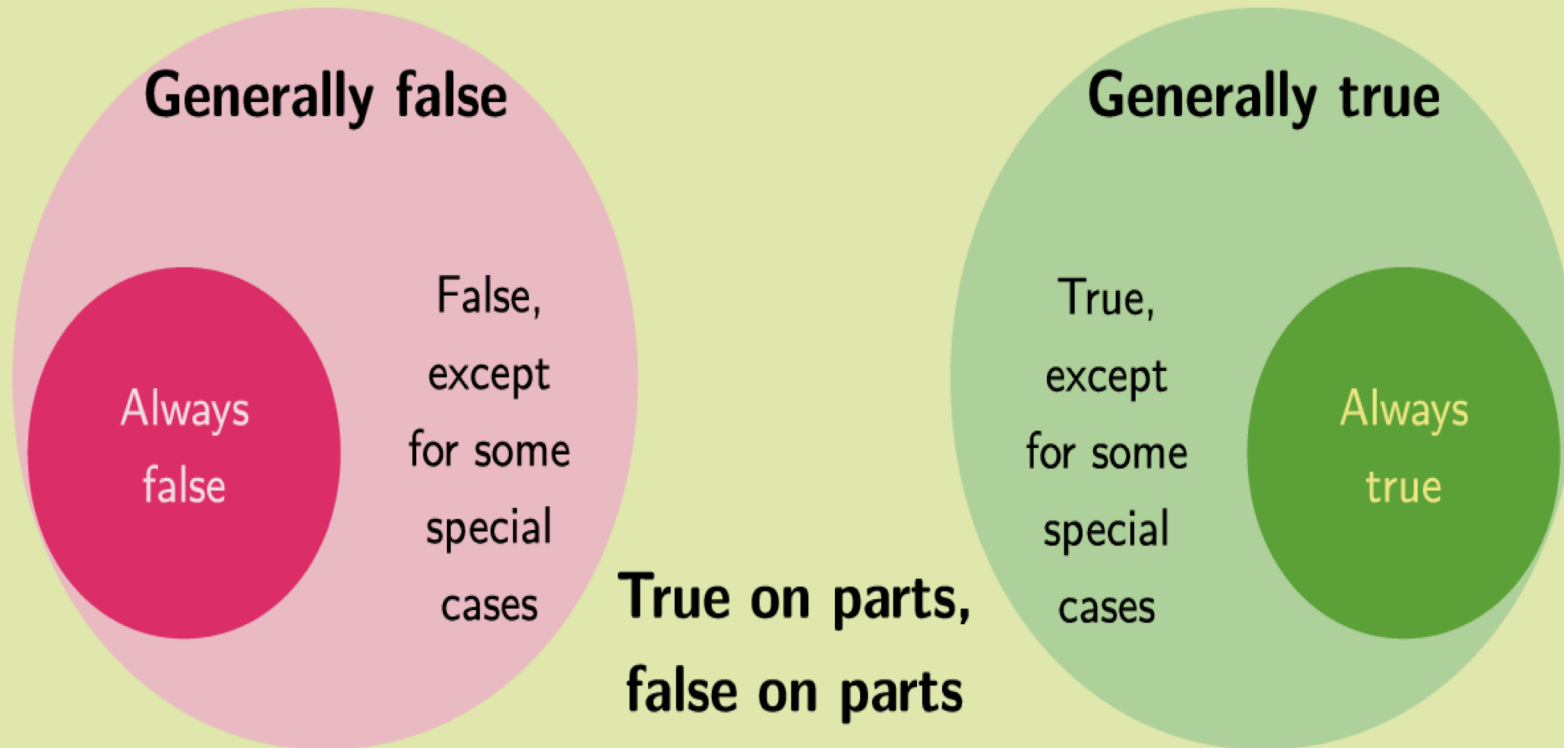 Generally false
Generally true
Always
false
False,
except
for some
special
cases
True on parts,
false on parts
True,
except
for some
special
cases
Always
true